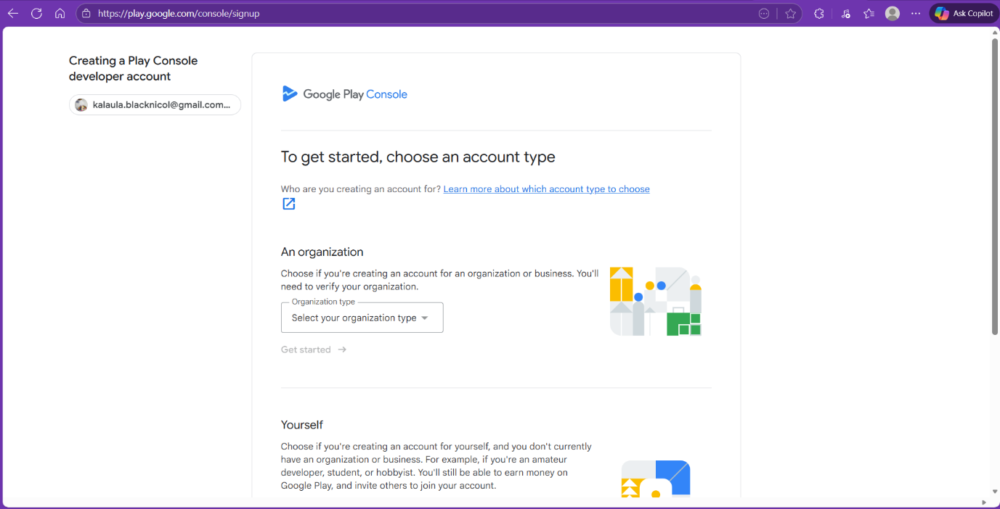 https://play.google.com/console/signup
Ask Copilot
Creating a Play Console
developer account
kalaula.blacknicol@gmail.com...
Google Play Console
To get started, choose an account type
Who are you creating an account for? Learn more about which account type to choose
An organization
Choose if you're creating an account for an organization or business. You'll
need to verify your organization.
Organization type
Select your organization type
Get started
Yourself
Choose if you're creating an account for yourself, and you don't currently
have an organization or business. For example, if you're an amateur
developer, student, or hobbyist. You'll still be able to earn money on
Google Play, and invite others to join your account.